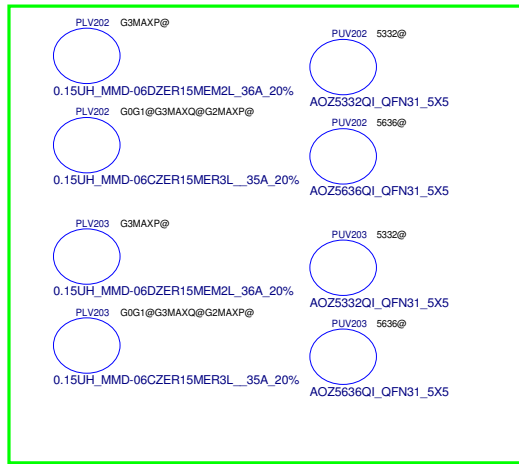 PLV202 G3MAXP@
0.15UH_MMD-06DZER15MEM2L_36A_20%
PUV202 5332@
AOZ5332QI_QFN31_5X5
PLV202 G0G1@G3MAXQ@G2MAXP@
0.15UH_MMD-06CZER15MER3L__35A_20%
PUV202 5636@
AOZ5636QI_QFN31_5X5
PLV203 G3MAXP@
0.15UH_MMD-06DZER15MEM2L_36A_20%
PUV203 5332@
AOZ5332QI_QFN31_5X5
PLV203 G0G1@G3MAXQ@G2MAXP@
0.15UH_MMD-06CZER15MER3L__35A_20%
PUV203 5636@
AOZ5636QI_QFN31_5X5